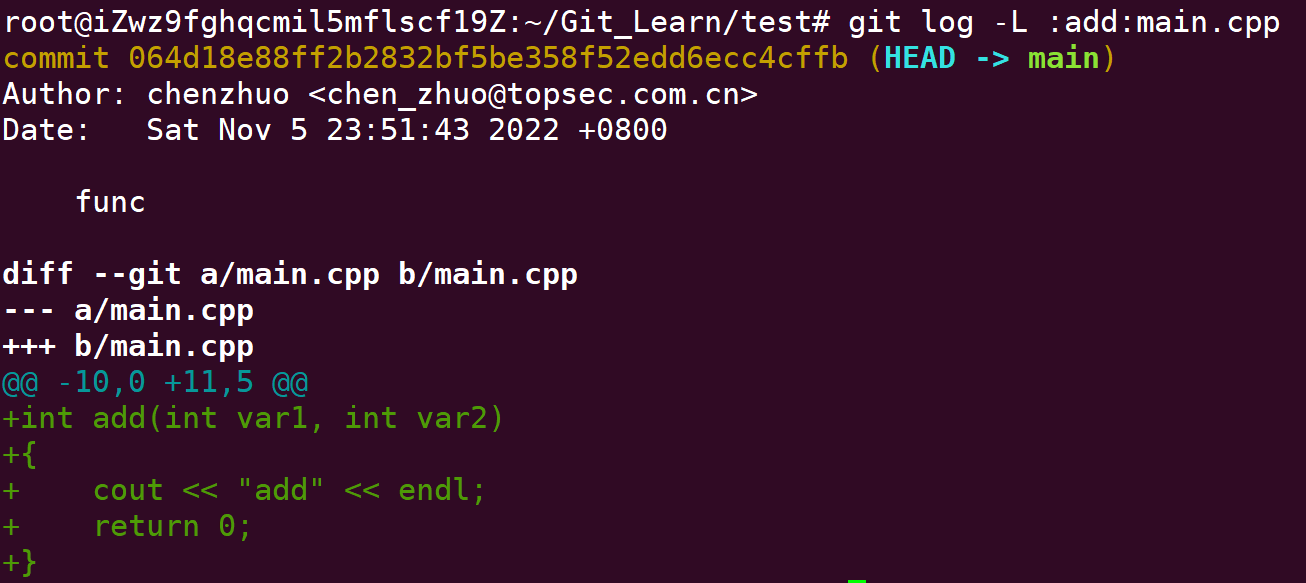 root@iZwz9fghqcmil5mflscf19Z:~/Git_Learn/test# git log -L :add:main.cpp
commit 064d18e88ff2b2832bf5be358f52edd6ecc4cffb (HEAD -> main)
Author: chenzhuo <chen_zhuo@topsec.com.cn>
Date:   Sat Nov 5 23:51:43 2022 +0800

    func

diff --git a/main.cpp b/main.cpp
--- a/main.cpp
+++ b/main.cpp
@@ -10,0 +11,5 @@
+int add(int var1, int var2)
+{
+    cout << "add" << endl;
+    return 0;
+}